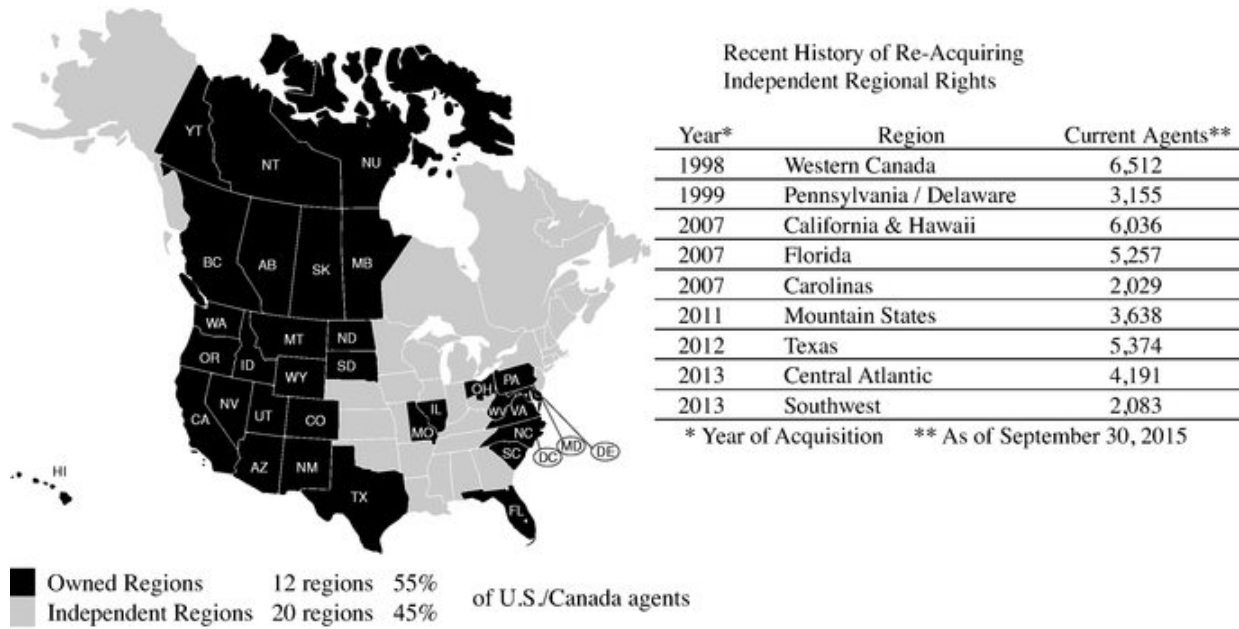 Recent History of Re-Acquiring
Independent Regional Rights
Year* Region Current Agents**
1998 Western Canada 6,512
1999 Pennsylvania / Delaware 3,155
2007 California & Hawaii 6,036
2007 Florida 5,257
2007 Carolinas 2,029
2011 Mountain States 3,638
2012 Texas 5,374
2013 Central Atlantic 4,191
2013 Southwest 2,083
* Year of Acquisition ** As of September 30, 2015
YT
NT
NU
BC
AB
SK
MB
WA
MT
ND
OR
ID
SD
WY
NV
UT
CO
CA
AZ
NM
TX
IL
MO
OH
PA
WV
VA
NC
SC
DC
MD
DE
FL
HI
Owned Regions 12 regions 55%
Independent Regions 20 regions 45%
of U.S./Canada agents